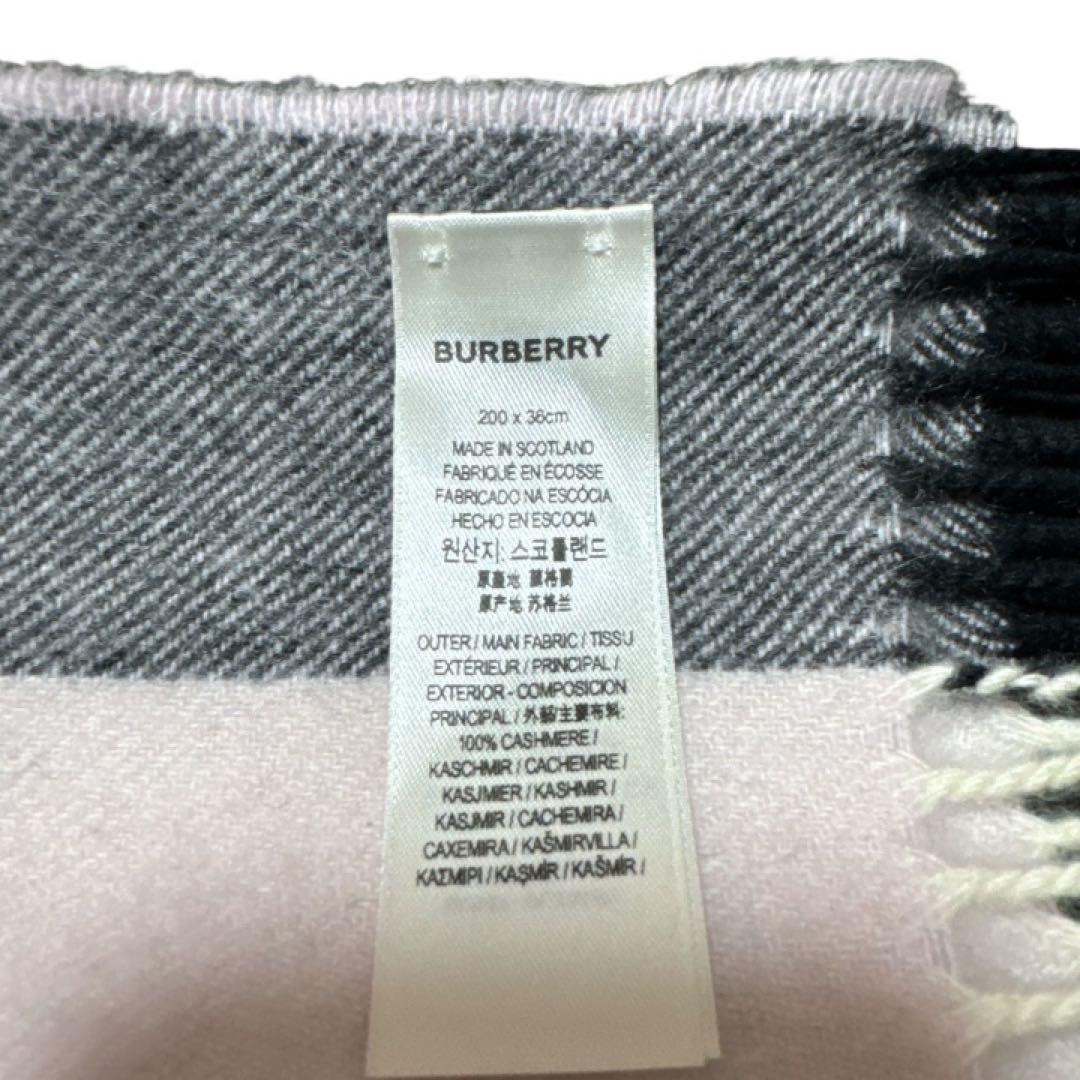 BURBERRY
200 x 36cm
MADE IN SCOTLAND
FABRIQUÉ EN ÉCOSSE
FABRICADO NA ESCÓCIA
HECHO EN ESCOCIA
원산지: 스코틀랜드
原產地 蘇格蘭
原产地 苏格兰
OUTER / MAIN FABRIC / TISSU
EXTÉRIEUR / PRINCIPAL /
EXTERIOR - COMPOSICION
PRINCIPAL / 外部/主要布料:
100% CASHMERE /
KASCHMIR / CACHEMIRE /
KASJMIER / KASHMIR /
KASJMIR / CACHEMIRA /
CAXEMIRA / KAŠMIRVILLA /
ΚΑΣΜΙΡΙ / KAŞMİR / KAŠMÍR /